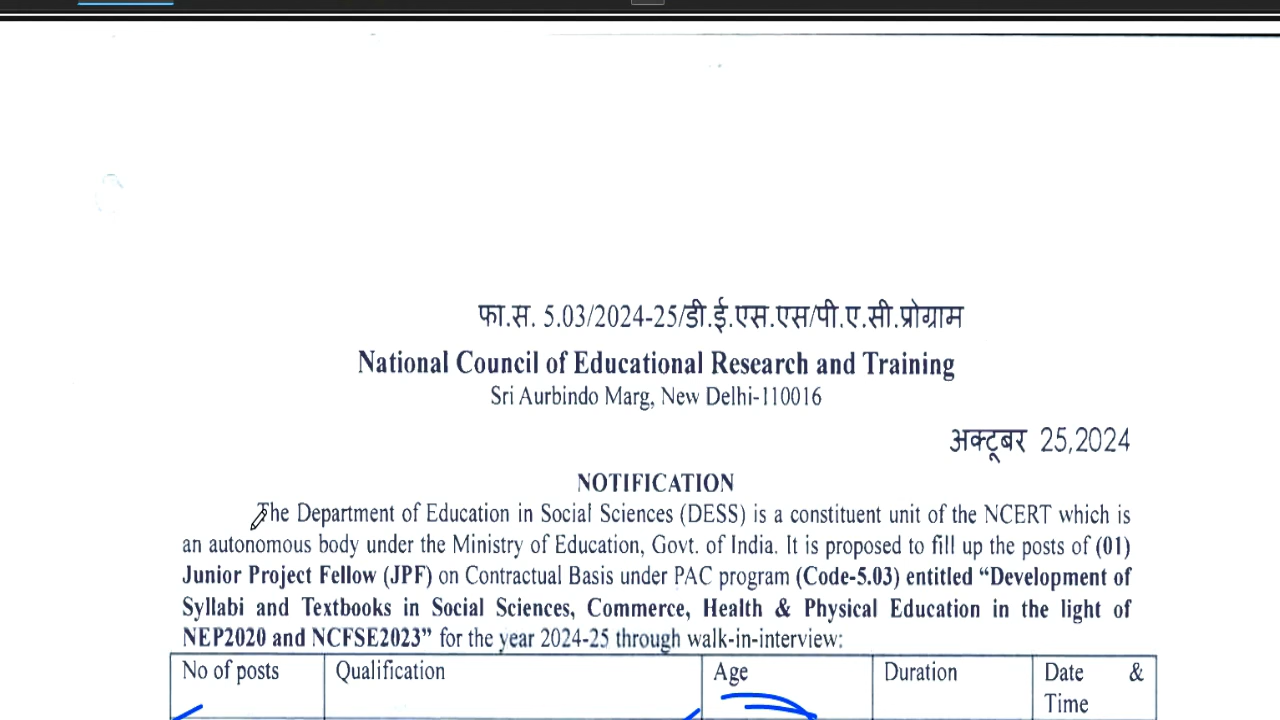 फा.स. 5.03/2024-25/डी.ई.एस.एस/पी.ए.सी.प्रोग्राम
National Council of Educational Research and Training
Sri Aurbindo Marg, New Delhi-110016
अक्टूबर 25,2024
NOTIFICATION
The Department of Education in Social Sciences (DESS) is a constituent unit of the NCERT which is
an autonomous body under the Ministry of Education, Govt. of India. It is proposed to fill up the posts of (01)
Junior Project Fellow (JPF) on Contractual Basis under PAC program (Code-5.03) entitled “Development of
Syllabi and Textbooks in Social Sciences, Commerce, Health & Physical Education in the light of
NEP2020 and NCFSE2023” for the year 2024-25 through walk-in-interview:
No of posts Qualification Age Duration Date &
Time